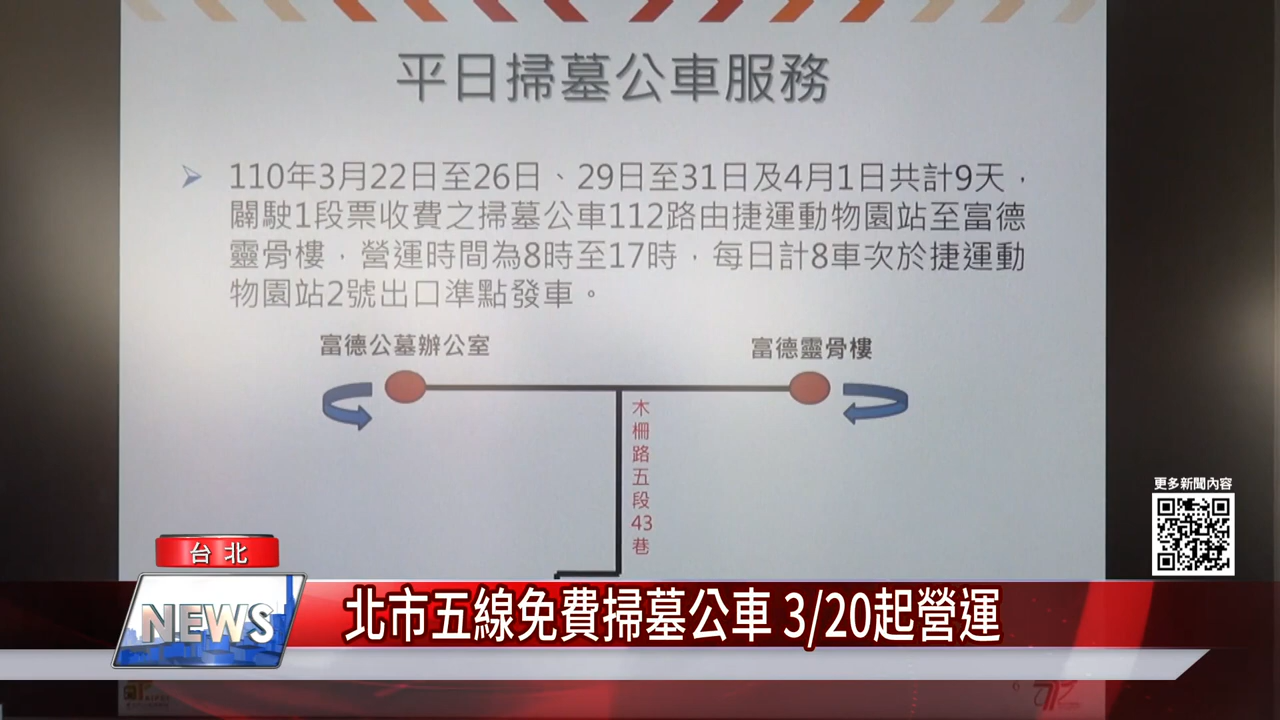 平日掃墓公車服務
110年3月22日至26日、29日至31日及4月1日共計9天，
闢駛1段票收費之掃墓公車112路由捷運動物園站至富德
靈骨樓，營運時間為8時至17時，每日計8車次於捷運動
物園站2號出口準點發車。
富德公墓辦公室
富德靈骨樓
木柵路五段43巷
更多新聞內容
台北
NEWS
北市五線免費掃墓公車 3/20起營運
6